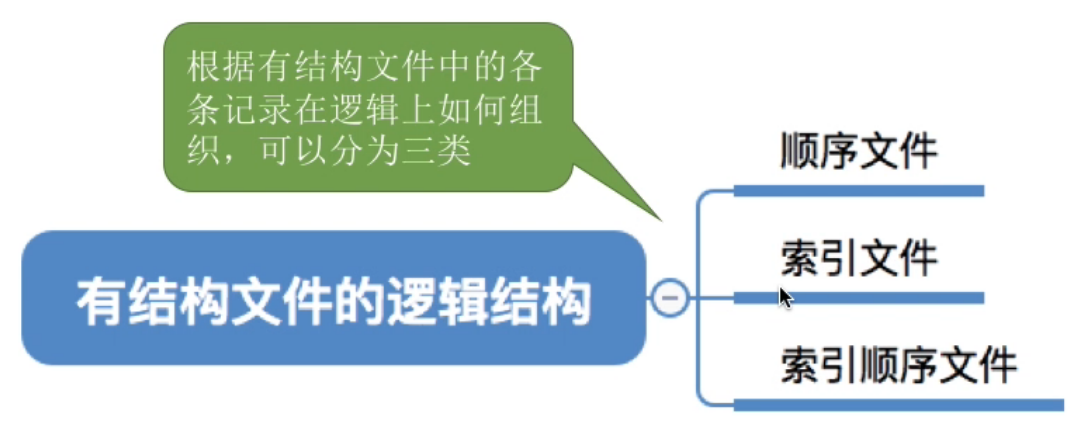 根据有结构文件中的各
条记录在逻辑上如何组
织，可以分为三类
顺序文件
有结构文件的逻辑结构
索引文件
索引顺序文件